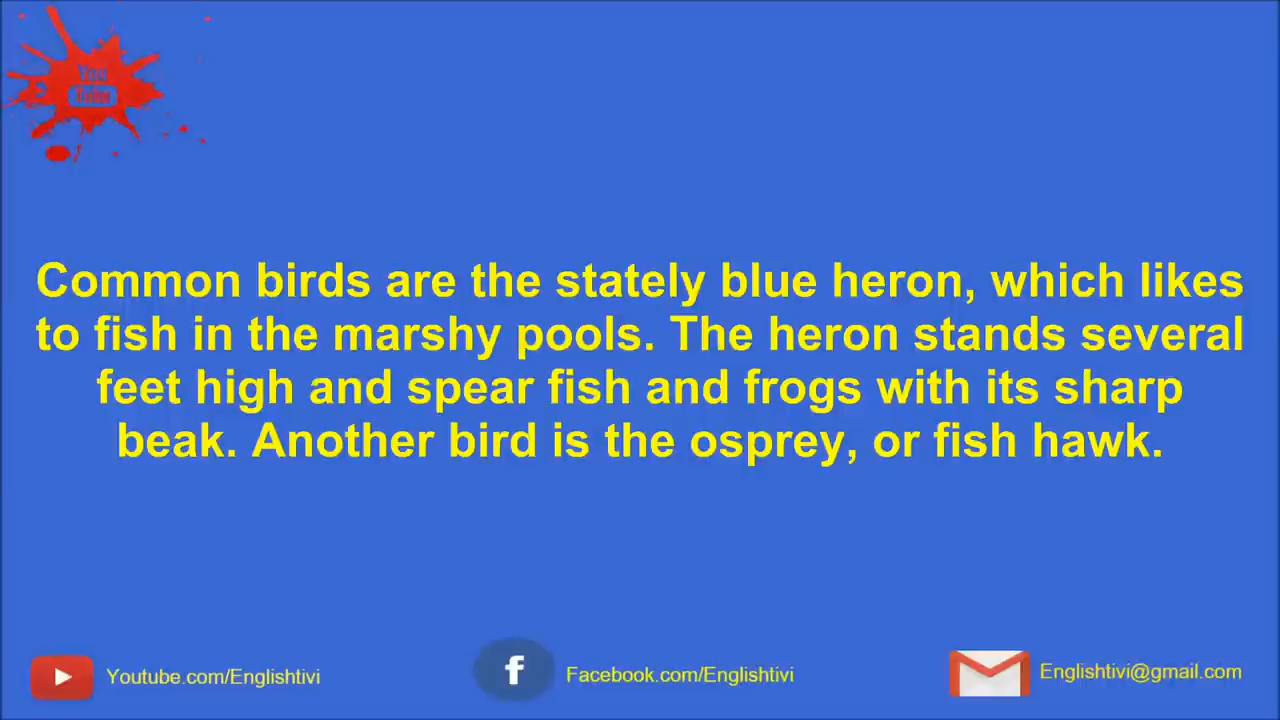 You
Tube
Common birds are the stately blue heron, which likes
to fish in the marshy pools. The heron stands several
feet high and spear fish and frogs with its sharp
beak. Another bird is the osprey, or fish hawk.
Youtube.com/Englishtivi
f
Facebook.com/Englishtivi
Englishtivi@gmail.com